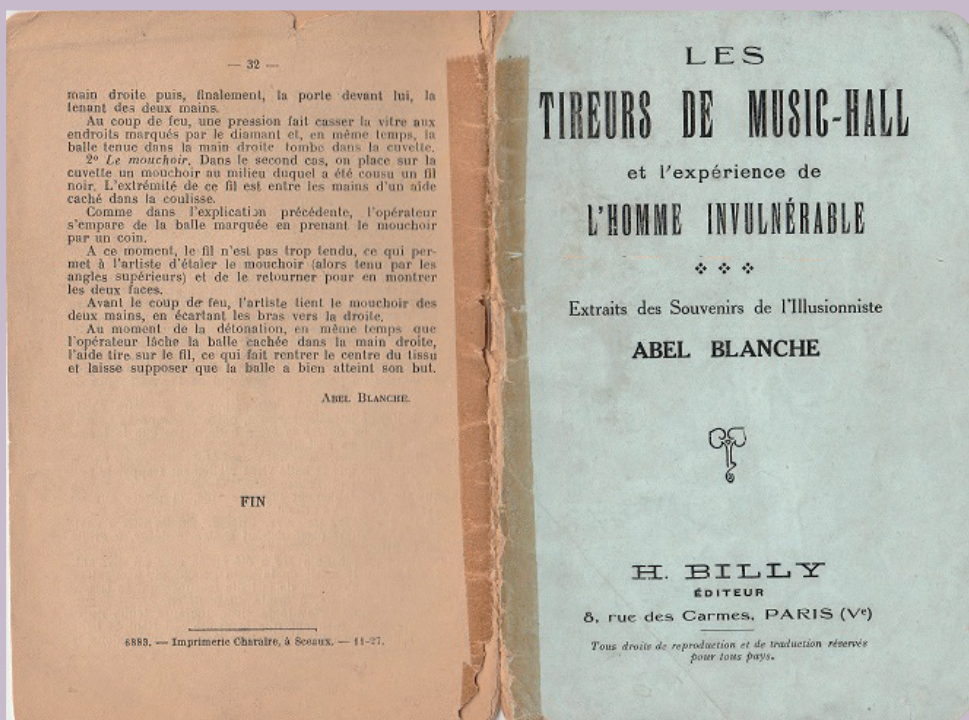 — 32 —
main droite puis, finalement, la porte devant lui, la
tenant des deux mains.
Au coup de feu, une pression fait casser la vitre aux
endroits marqués par le diamant et, en même temps, la
balle tenue dans la main droite tombe dans la cuvette.
2º Le mouchoir. Dans le second cas, on place sur la
cuvette un mouchoir au milieu duquel a été cousu un fil
noir. L'extrémité de ce fil est entre les mains d'un aide
caché dans la coulisse.
Comme dans l'explication précédente, l'opérateur
s'empare de la balle marquée en prenant le mouchoir
par un coin.
A ce moment, le fil n'est pas trop tendu, ce qui per-
met à l'artiste d'étaler le mouchoir (alors tenu par les
angles supérieurs) et de le retourner pour en montrer
les deux faces.
Avant le coup de feu, l'artiste tient le mouchoir des
deux mains, en écartant les bras vers la droite.
Au moment de la détonation, en même temps que
l'opérateur lâche la balle cachée dans la main droite,
l'aide tire sur le fil, ce qui fait rentrer le centre du tissu
et laisse supposer que la balle a bien atteint son but.
ABEL BLANCHE.
FIN
6883. — Imprimerie Charaire, à Sceaux. — 11-27.
LES
TIREURS DE MUSIC-HALL
et l'expérience de
L'HOMME INVULNÉRABLE
Extraits des Souvenirs de l'Illusionniste
ABEL BLANCHE
H. BILLY
ÉDITEUR
8, rue des Carmes, PARIS (Vᵉ)
Tous droits de reproduction et de traduction réservés
pour tous pays.